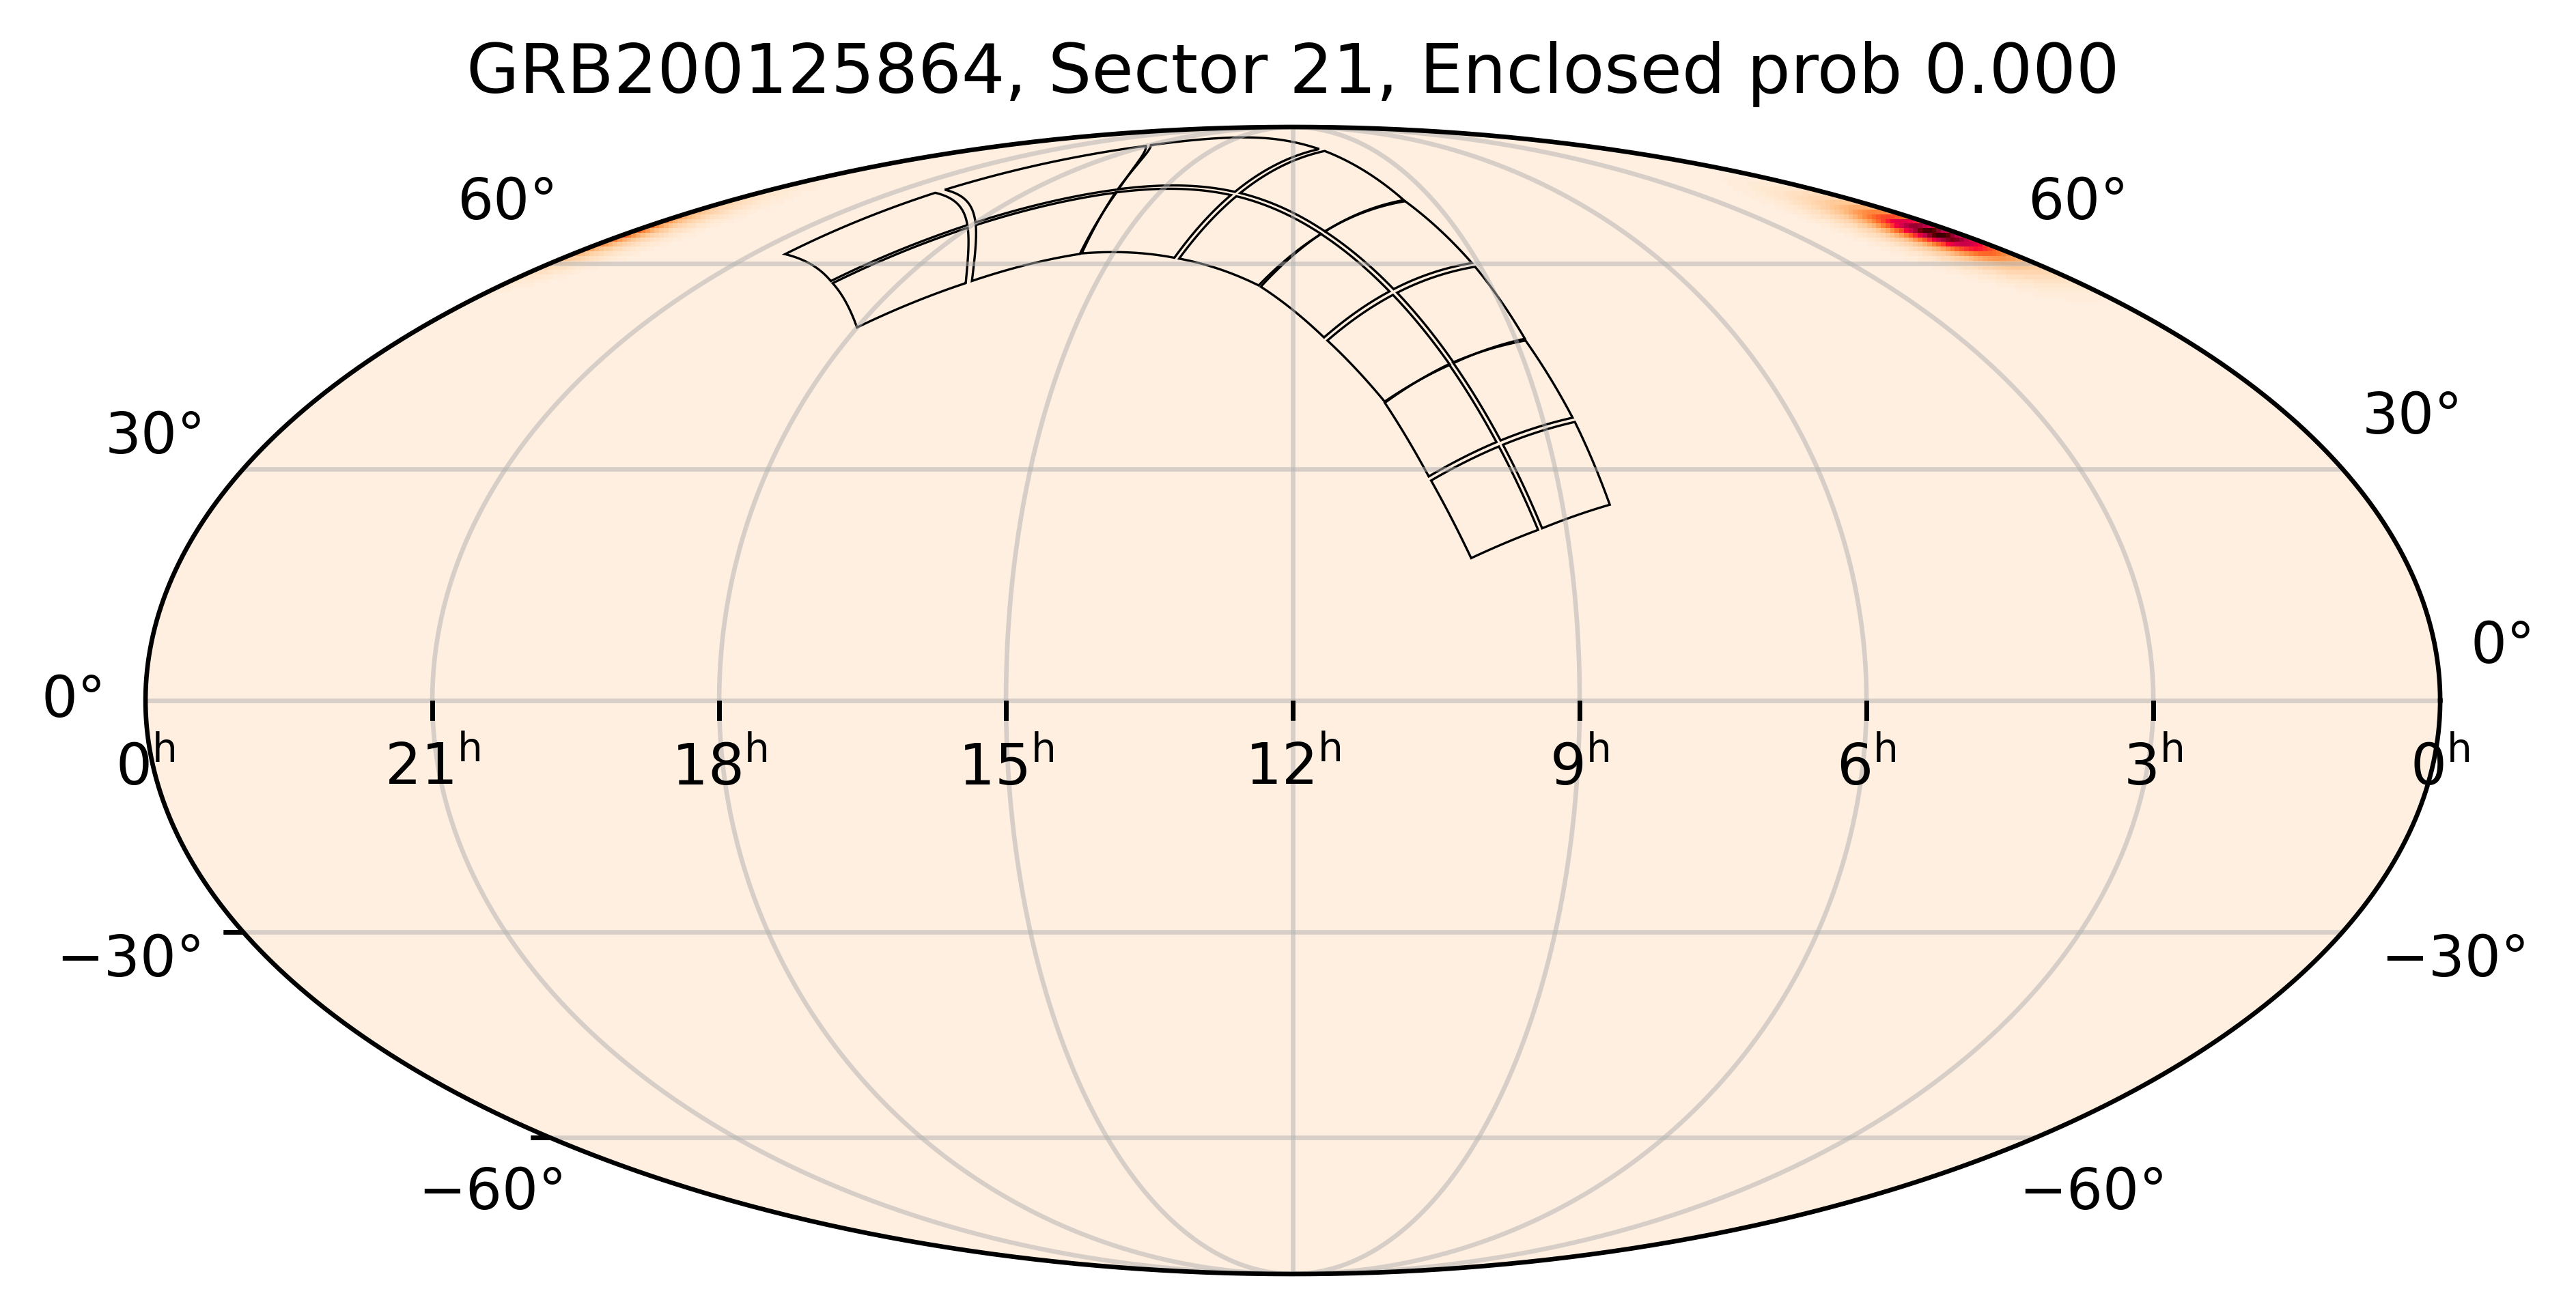 GRB200125864, Sector 21, Enclosed prob 0.000
60° 60°
30° 30°
0° 0°
0ʰ 21ʰ 18ʰ 15ʰ 12ʰ 9ʰ 6ʰ 3ʰ 0ʰ
−30° −30°
−60° −60°